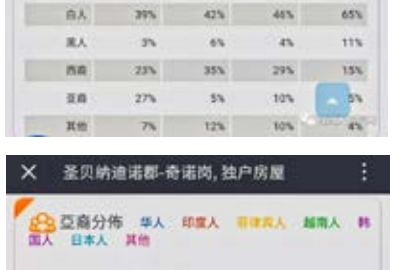 白人 39% 42% 46% 65%
黑人 3% 6% 4% 11%
西裔 23% 35% 29% 15%
亚裔 27% 5% 10% 5%
其他 7% 12% 10% 4%
× 圣贝纳迪诺郡-奇诺岗, 独户房屋
亞裔分佈 华人 印度人 菲律宾人 越南人 韩
国人 日本人 其他